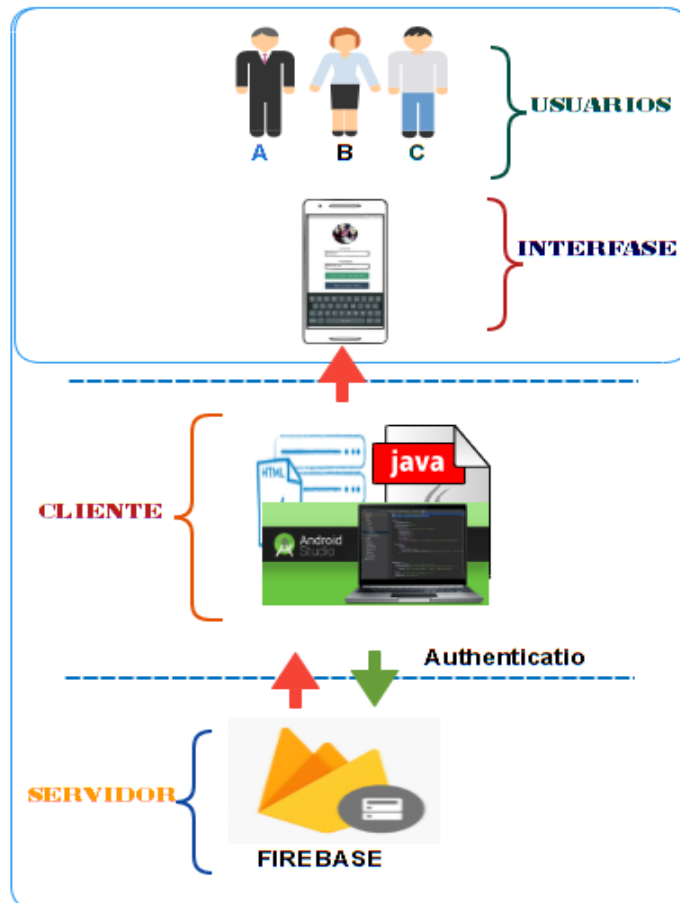 USUARIOS
A B C
INTERFASE
java
HTML
CLIENTE
Android
Studio
Authenticatio
SERVIDOR
FIREBASE